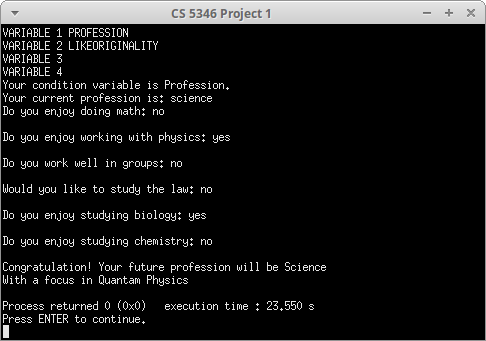 CS 5346 Project 1
VARIABLE 1 PROFESSION
VARIABLE 2 LIKEORIGINALITY
VARIABLE 3
VARIABLE 4
Your condition variable is Profession.
Your current profession is: science
Do you enjoy doing math: no
Do you enjoy working with physics: yes
Do you work well in groups: no
Would you like to study the law: no
Do you enjoy studying biology: yes
Do you enjoy studying chemistry: no
Congratulation! Your future profession will be Science
With a focus in Quantam Physics
Process returned 0 (0x0)   execution time : 23.550 s
Press ENTER to continue.